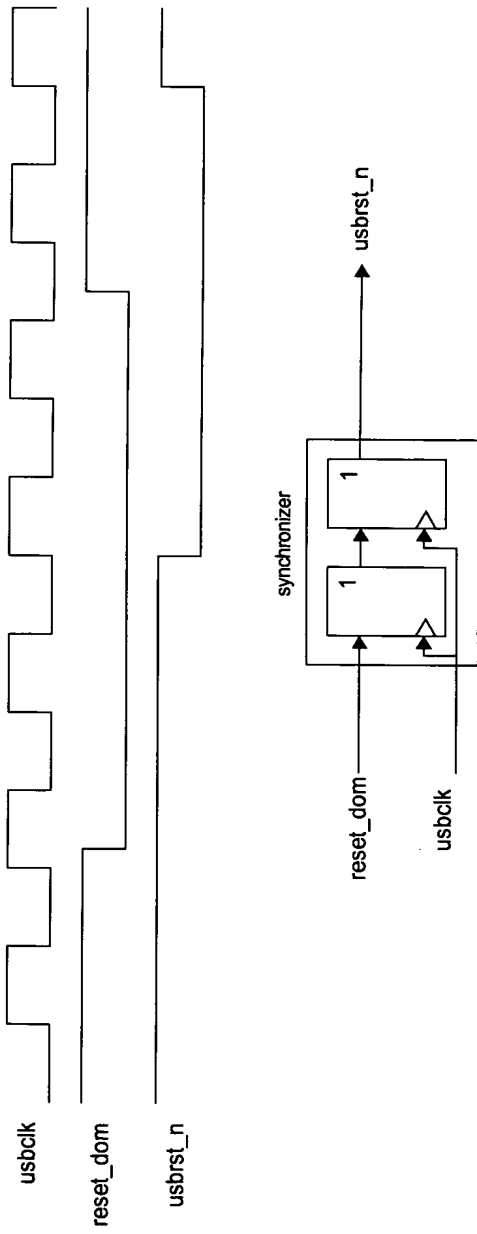 usbclk
reset_dom
usbrst_n
synchronizer
1
1
reset_dom
usbrst_n
usbclk